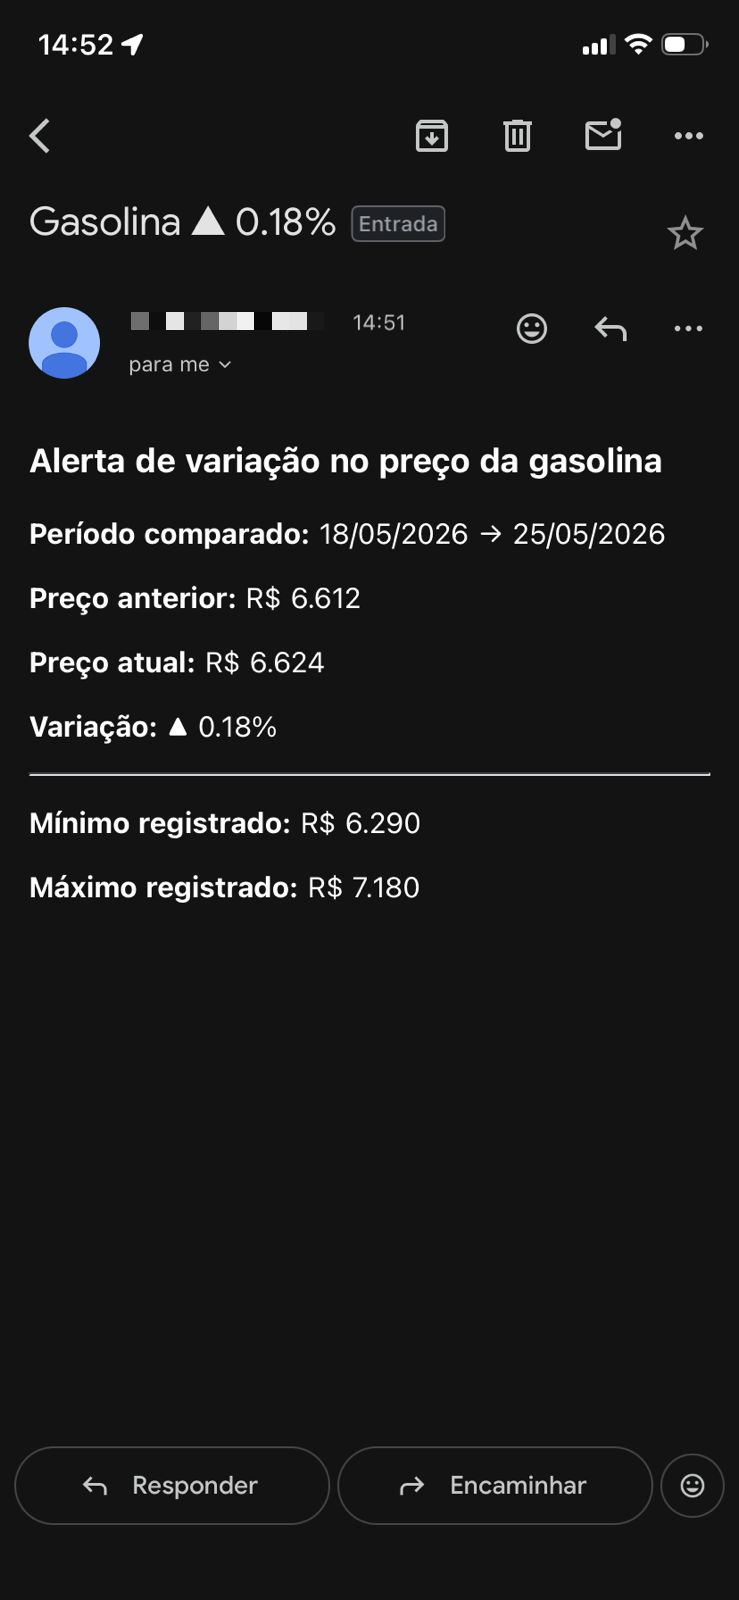 14:52
Gasolina ▲ 0.18% Entrada
14:51
para me
Alerta de variação no preço da gasolina
Período comparado: 18/05/2026 → 25/05/2026
Preço anterior: R$ 6.612
Preço atual: R$ 6.624
Variação: ▲ 0.18%
Mínimo registrado: R$ 6.290
Máximo registrado: R$ 7.180
Responder
Encaminhar